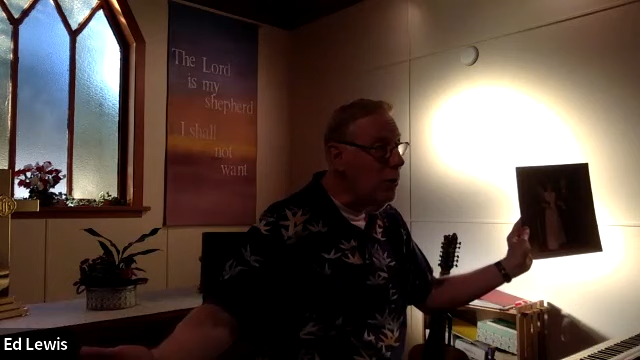 The Lord
is my
shepherd
I shall
not
want
Ed Lewis